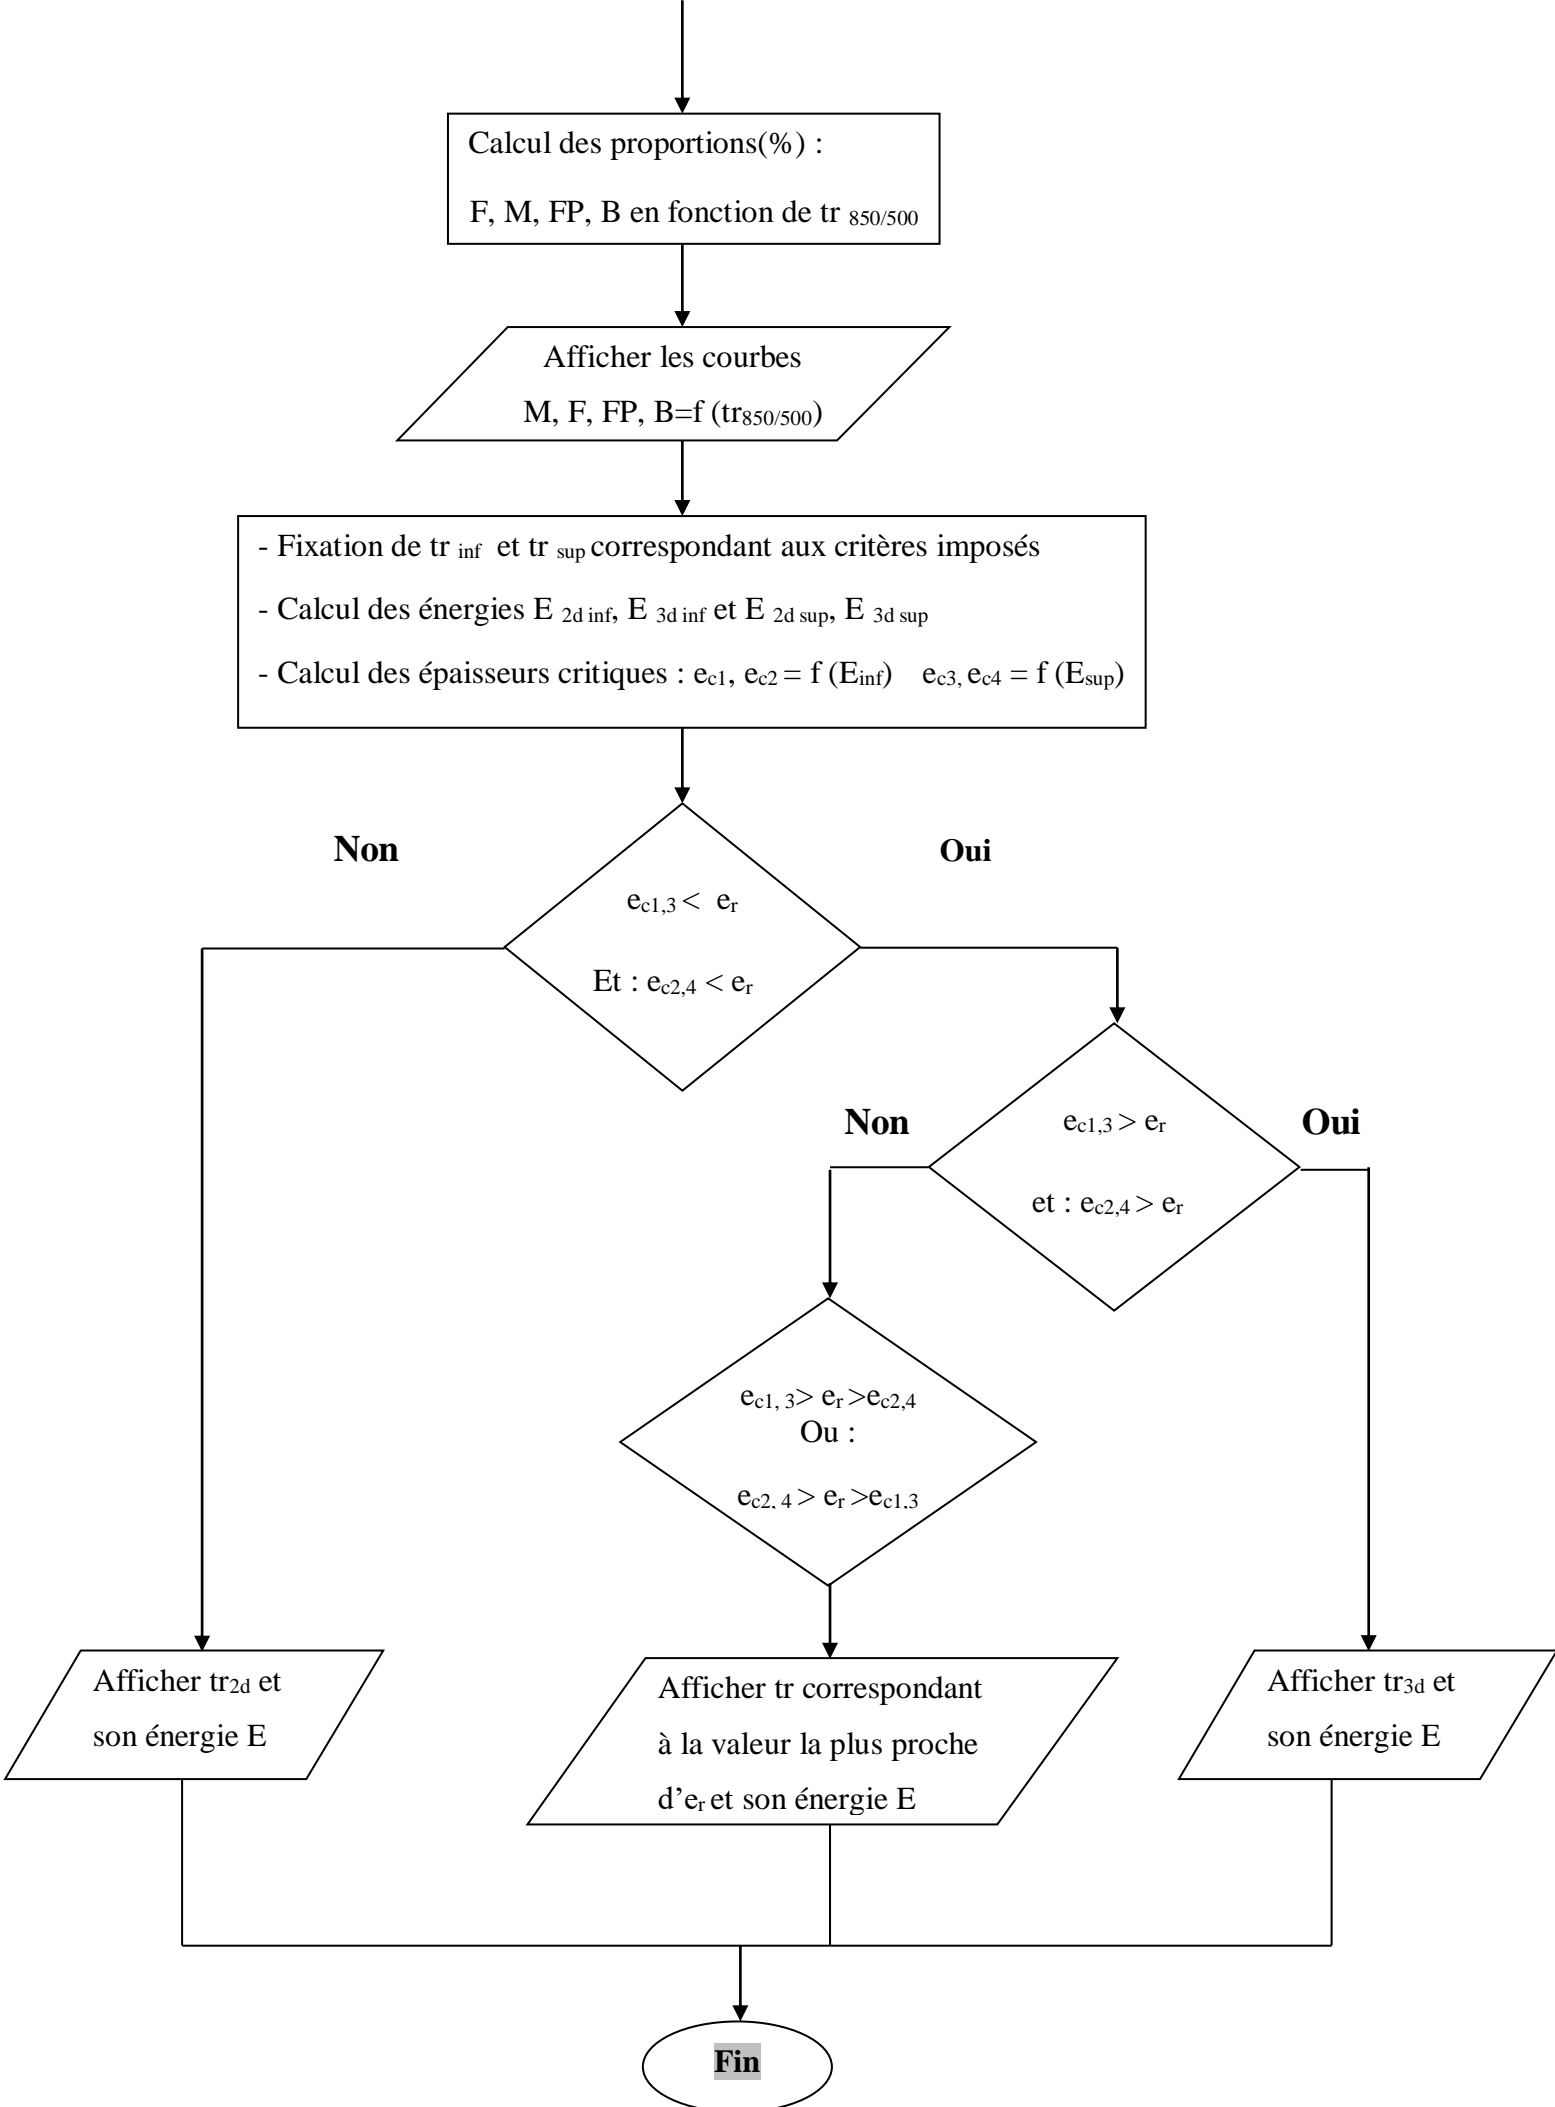 Calcul des proportions(%) :
F, M, FP, B en fonction de tr 850/500
Afficher les courbes
M, F, FP, B=f (tr850/500)
- Fixation de tr inf et tr sup correspondant aux critères imposés
- Calcul des énergies E 2d inf, E 3d inf et E 2d sup, E 3d sup
- Calcul des épaisseurs critiques : ec1, ec2 = f (Einf) ec3, ec4 = f (Esup)
Non
Oui
ec1,3 < er
Et : ec2,4 < er
Non
Oui
ec1,3 > er
et : ec2,4 > er
ec1, 3> er >ec2,4
Ou :
ec2, 4 > er >ec1,3
Afficher tr2d et
son énergie E
Afficher tr correspondant
à la valeur la plus proche
d’er et son énergie E
Afficher tr3d et
son énergie E
Fin